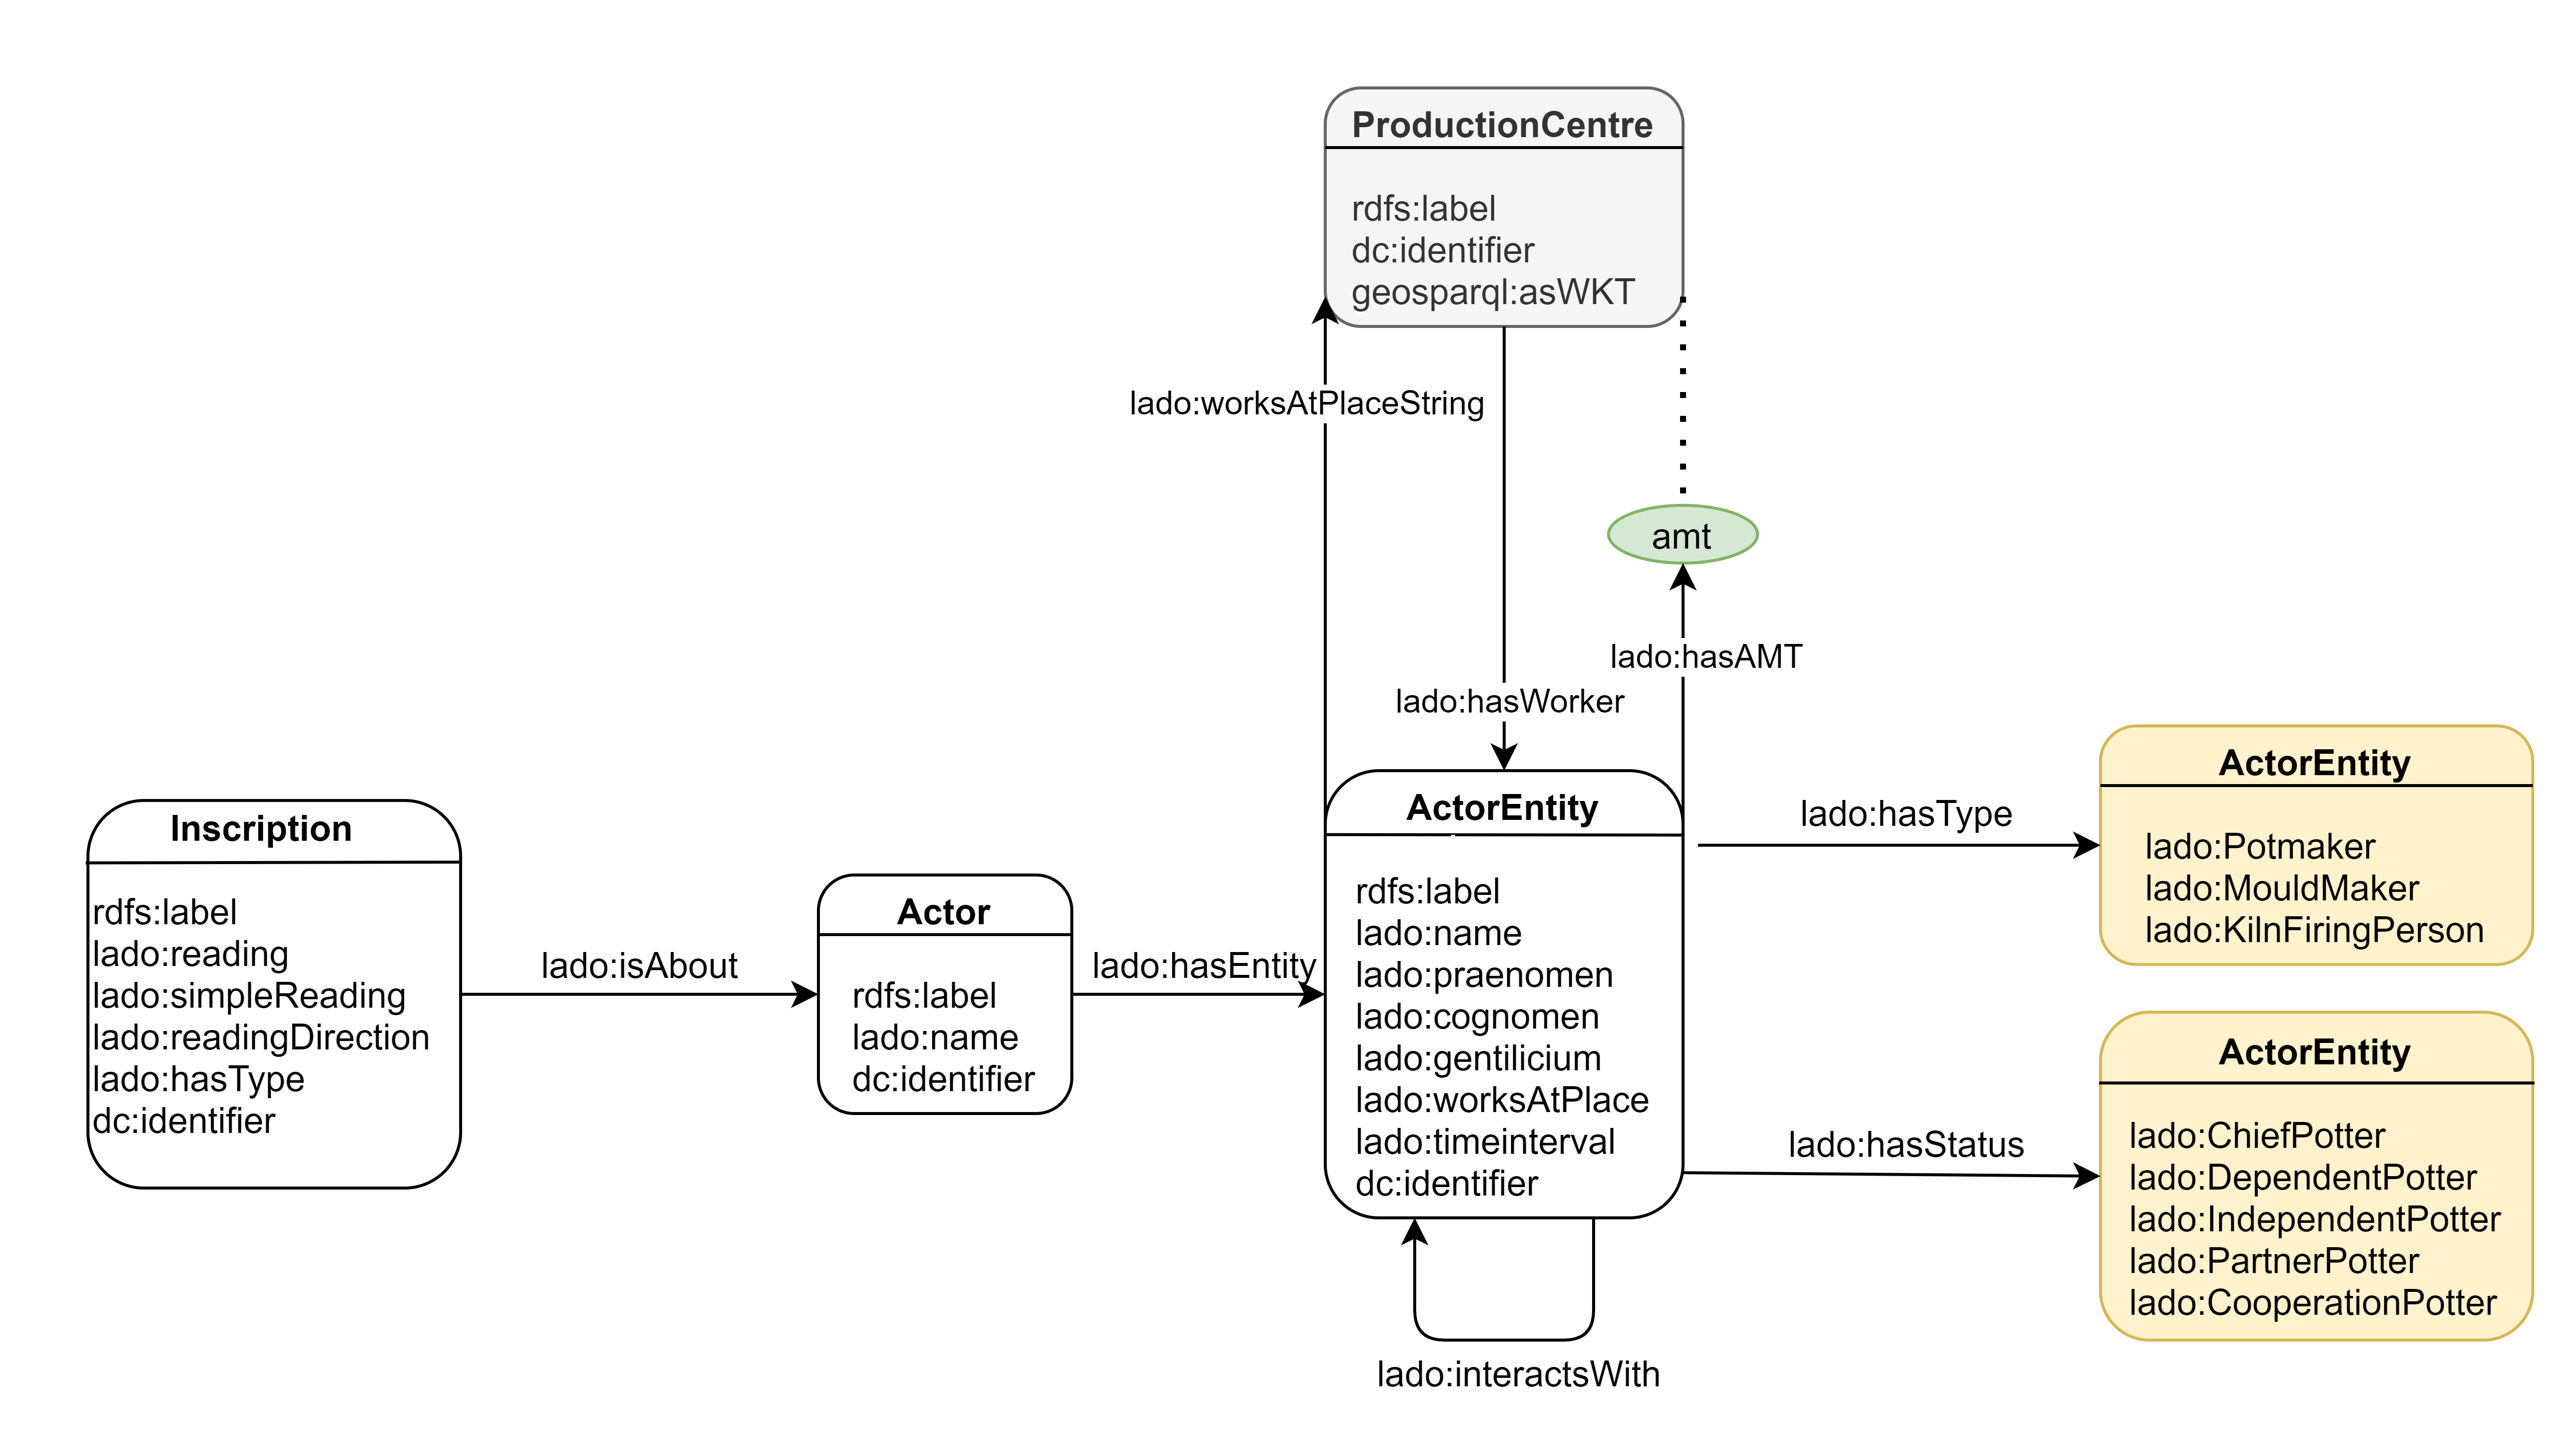 ProductionCentre
rdfs:label
dc:identifier
geosparql:asWKT
lado:worksAtPlaceString
amt
lado:hasAMT
lado:hasWorker
Inscription
rdfs:label
lado:reading
lado:simpleReading
lado:readingDirection
lado:hasType
dc:identifier
lado:isAbout
Actor
rdfs:label
lado:name
dc:identifier
lado:hasEntity
ActorEntity
rdfs:label
lado:name
lado:praenomen
lado:cognomen
lado:gentilicium
lado:worksAtPlace
lado:timeinterval
dc:identifier
lado:interactsWith
lado:hasType
ActorEntity
lado:Potmaker
lado:MouldMaker
lado:KilnFiringPerson
lado:hasStatus
ActorEntity
lado:ChiefPotter
lado:DependentPotter
lado:IndependentPotter
lado:PartnerPotter
lado:CooperationPotter